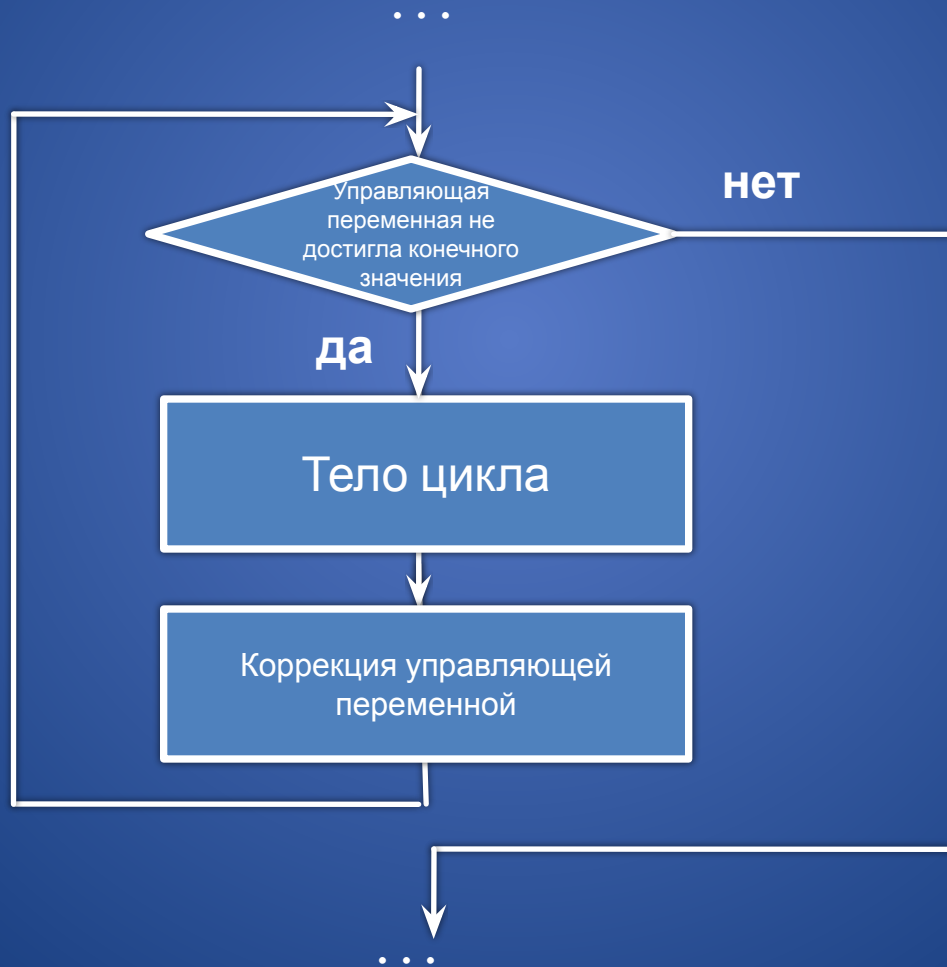 . . .
Управляющая
переменная не
достигла конечного
значения
нет
да
Тело цикла
Коррекция управляющей
переменной
. . .